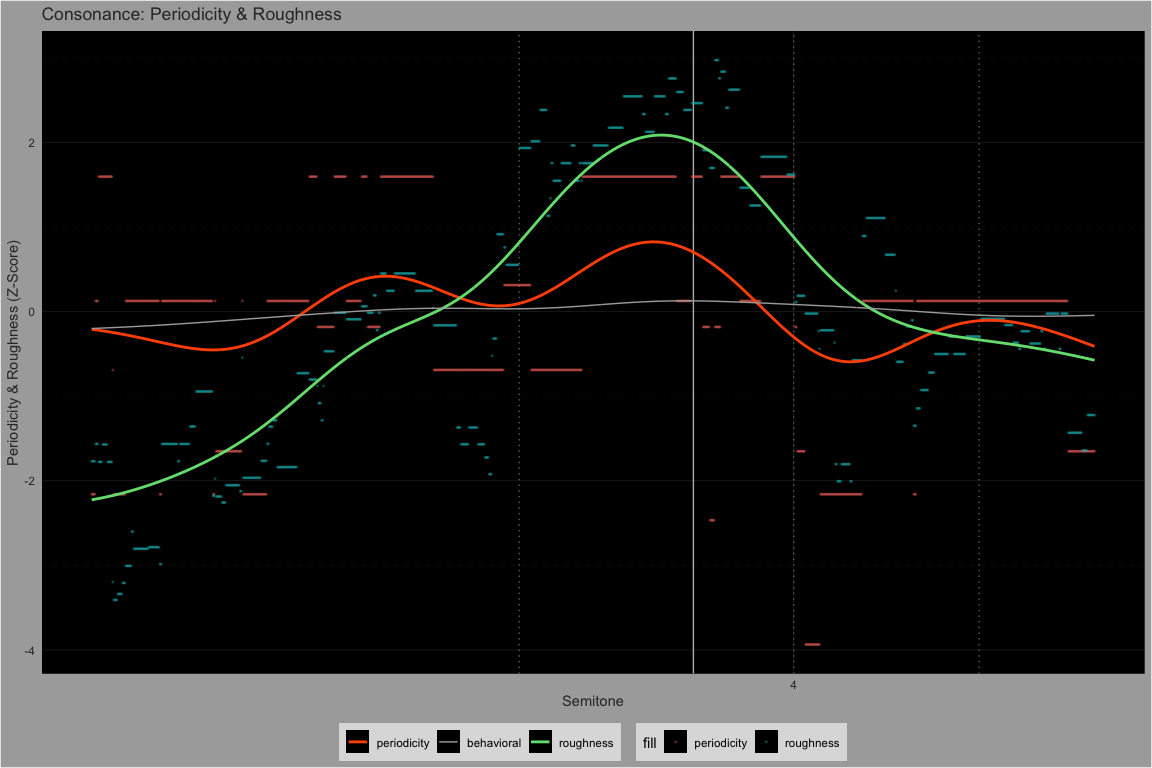 Consonance: Periodicity & Roughness
Periodicity & Roughness (Z-Score)
2
0
-2
-4
4
Semitone
periodicity behavioral roughness fill periodicity roughness